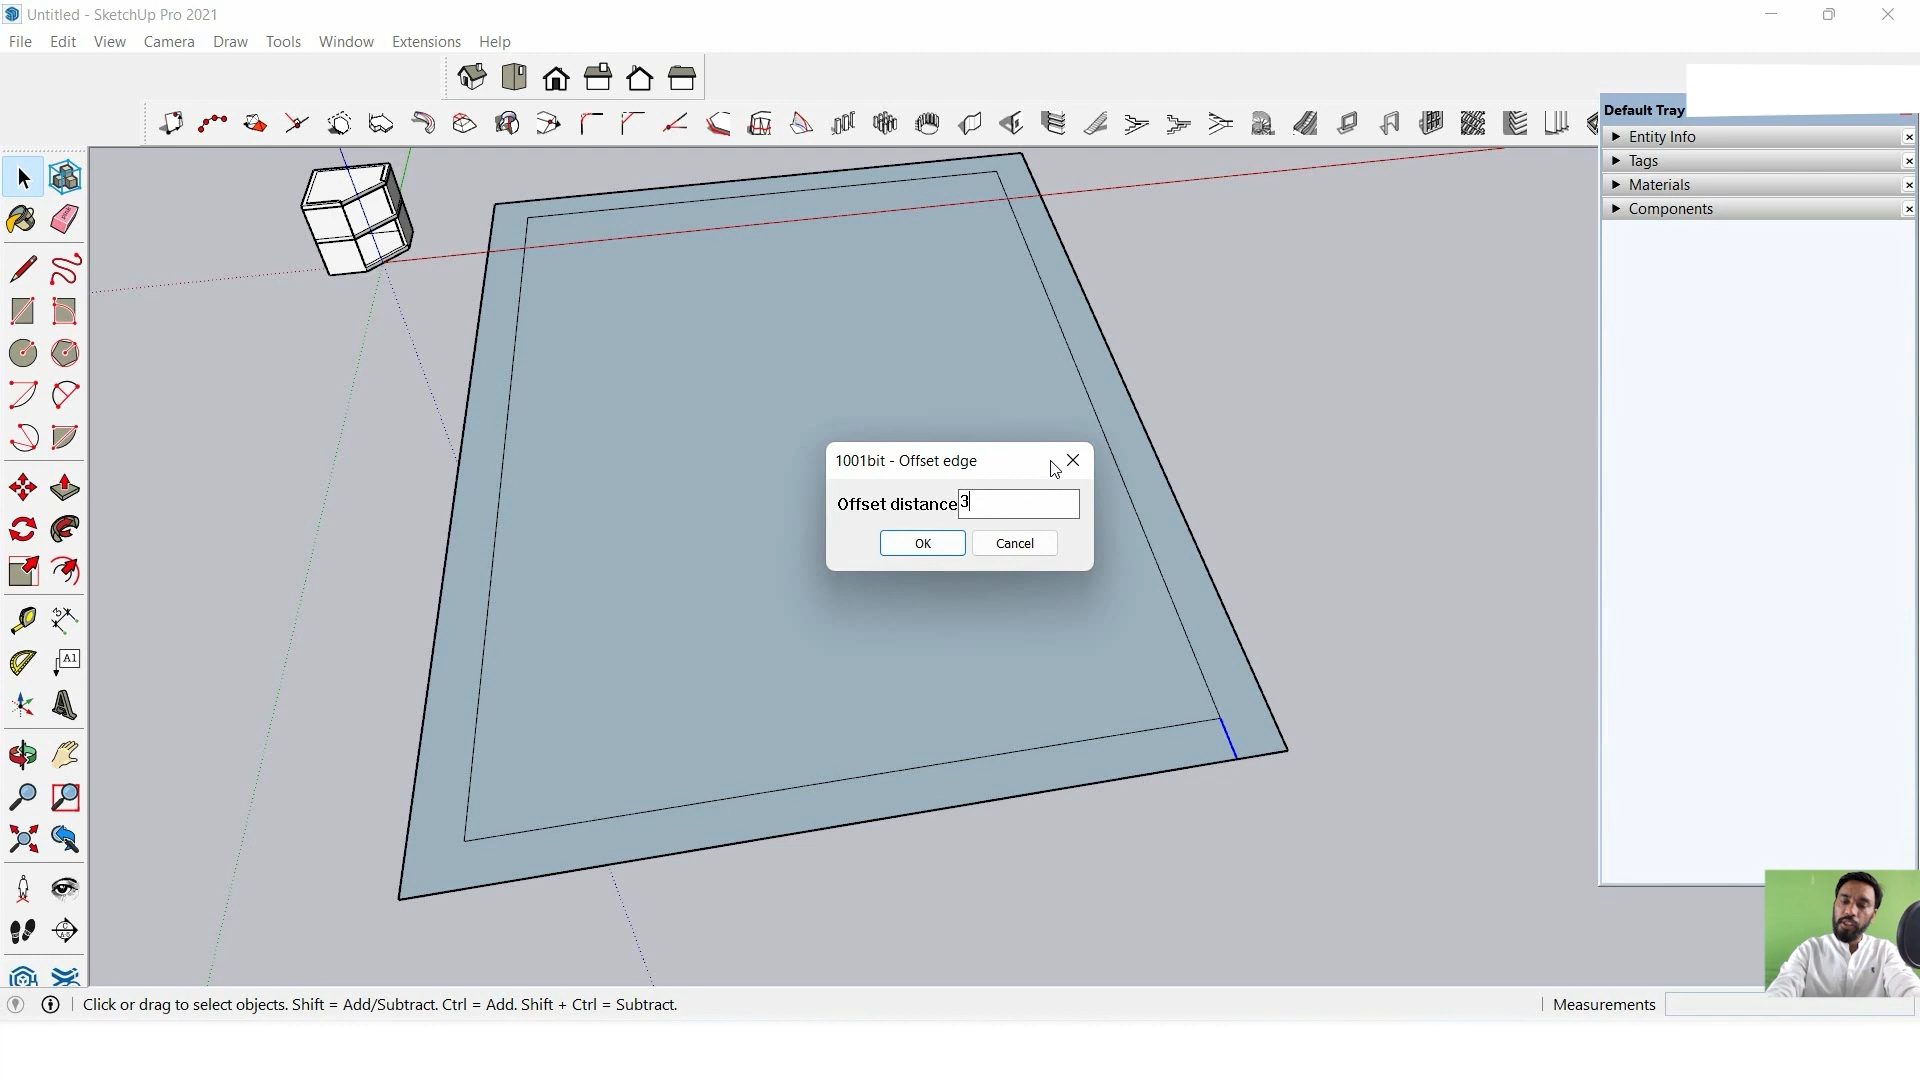 Untitled - SketchUp Pro 2021
File Edit View Camera Draw Tools Window Extensions Help
Default Tray
Entity Info
Tags
Materials
Components
1001bit - Offset edge
Offset distance 3
OK Cancel
A1
Click or drag to select objects. Shift = Add/Subtract. Ctrl = Add. Shift + Ctrl = Subtract.
Measurements